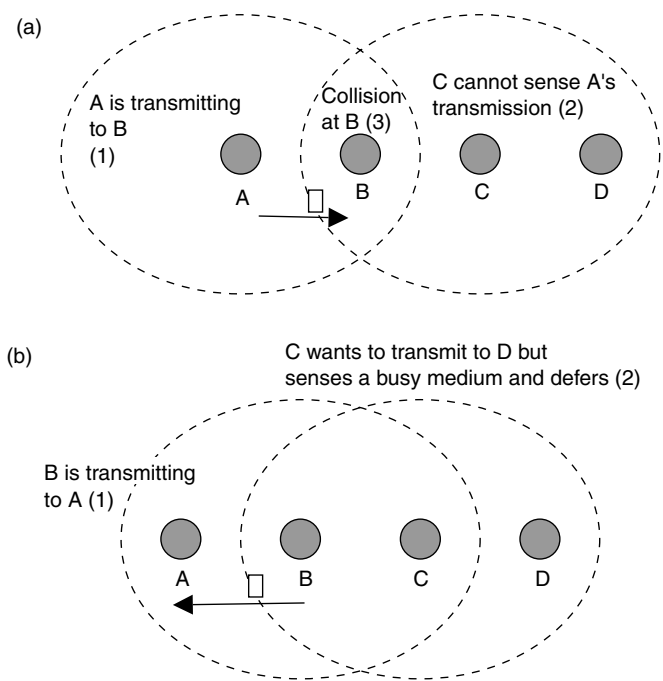 (a)
A is transmitting
to B
(1)
Collision
at B (3)
C cannot sense A's
transmission (2)
A
B
C
D
(b)
C wants to transmit to D but
senses a busy medium and defers (2)
B is transmitting
to A (1)
A
B
C
D